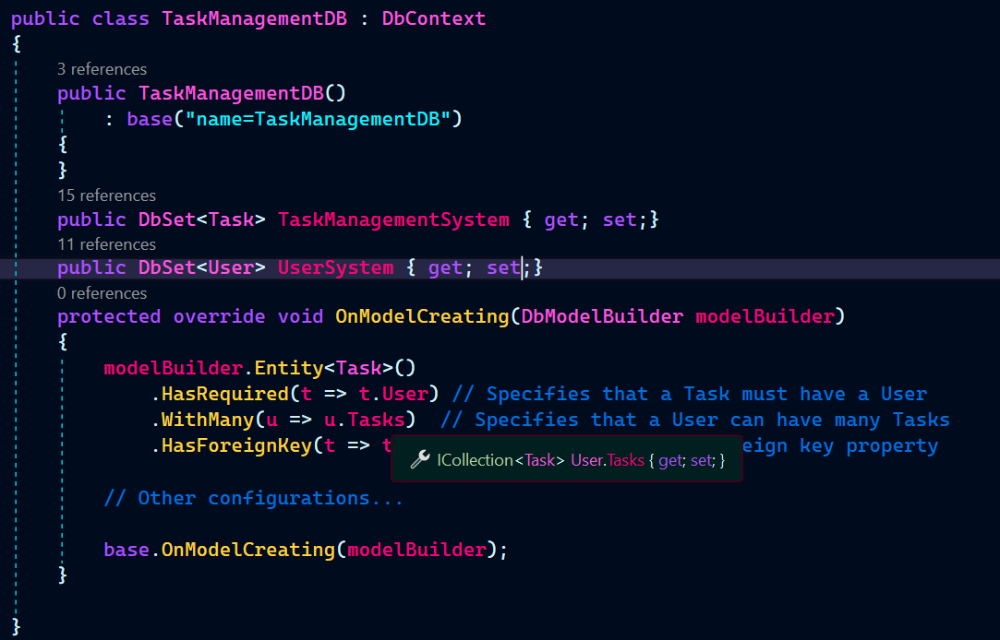 public class TaskManagementDB : DbContext
{
3 references
public TaskManagementDB()
: base("name=TaskManagementDB")
{
}
15 references
public DbSet<Task> TaskManagementSystem { get; set;}
11 references
public DbSet<User> UserSystem { get; set;}
0 references
protected override void OnModelCreating(DbModelBuilder modelBuilder)
{
modelBuilder.Entity<Task>()
.HasRequired(t => t.User) // Specifies that a Task must have a User
.WithMany(u => u.Tasks) // Specifies that a User can have many Tasks
.HasForeignKey(t => t eign key property
ICollection<Task> User.Tasks { get; set; }
// Other configurations...
base.OnModelCreating(modelBuilder);
}
}